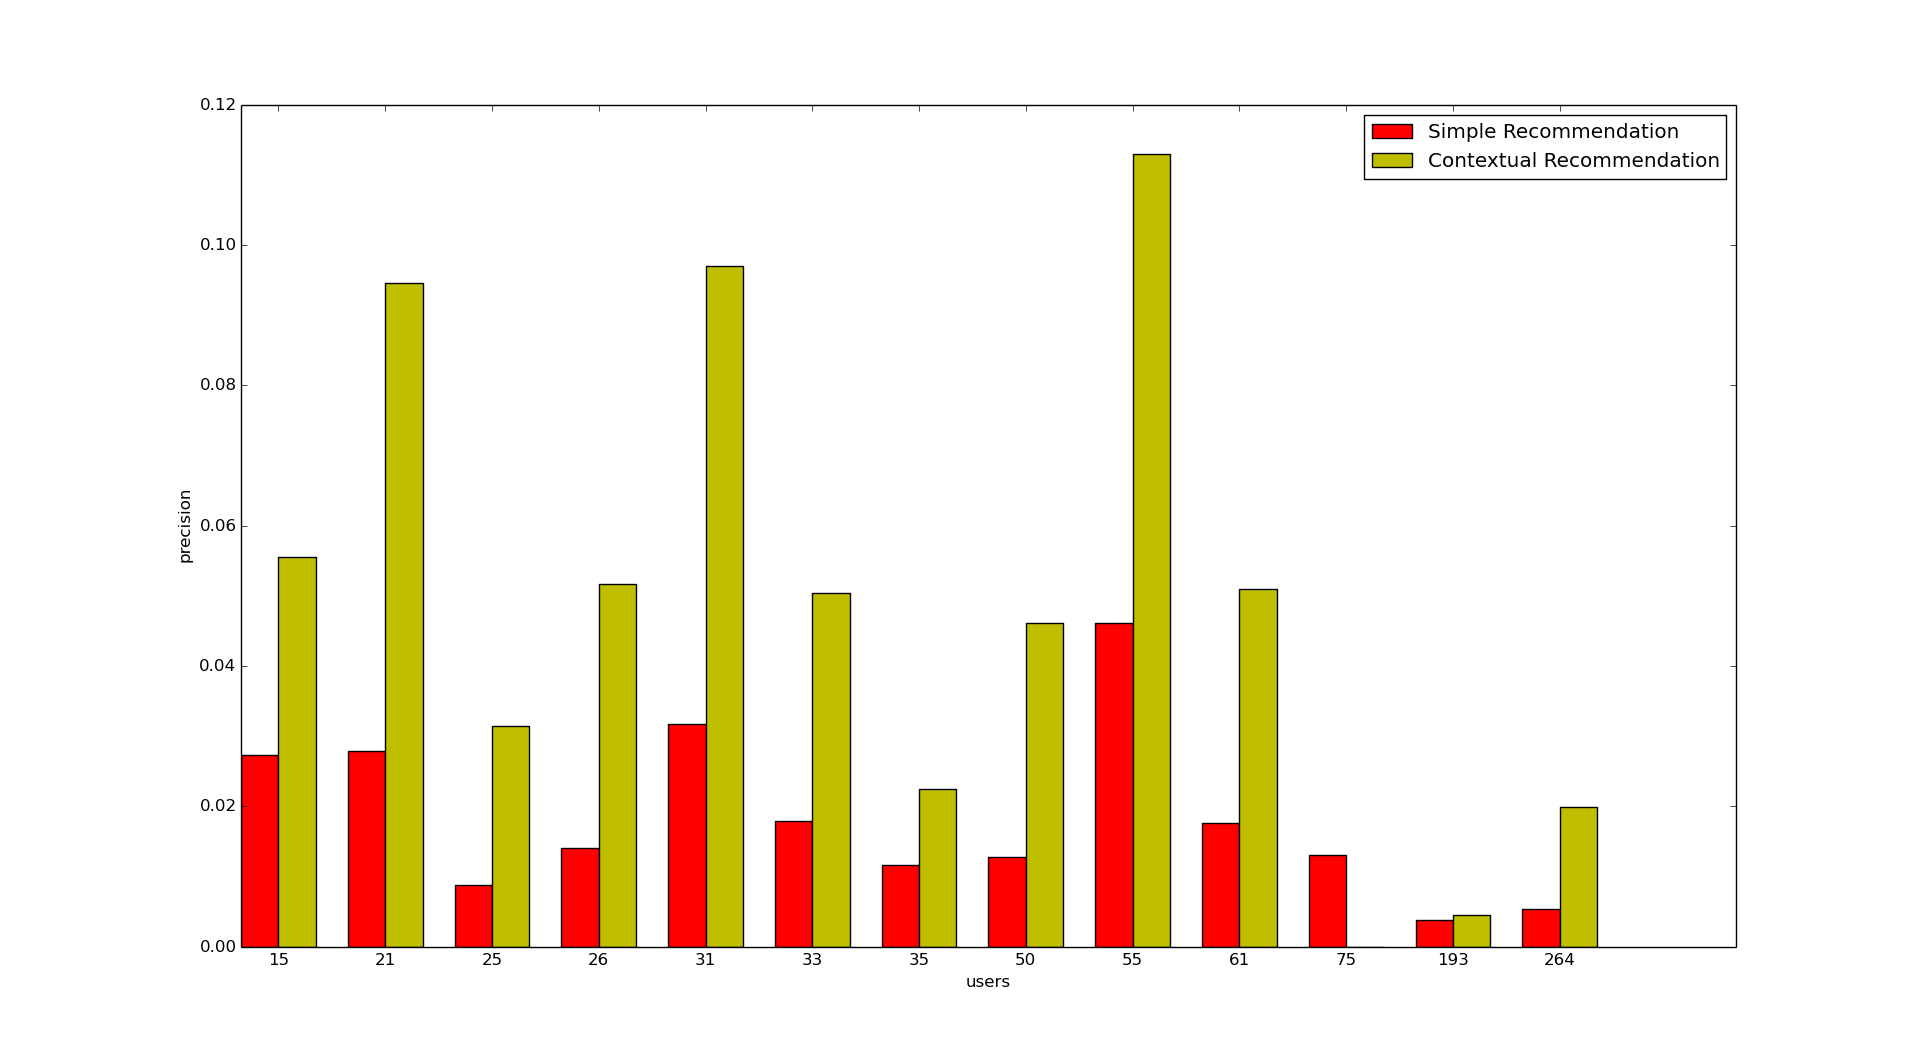 0.12
0.10
0.08
0.06
0.04
0.02
0.00
precision
Simple Recommendation
Contextual Recommendation
15 21 25 26 31 33 35 50 55 61 75 193 264
users